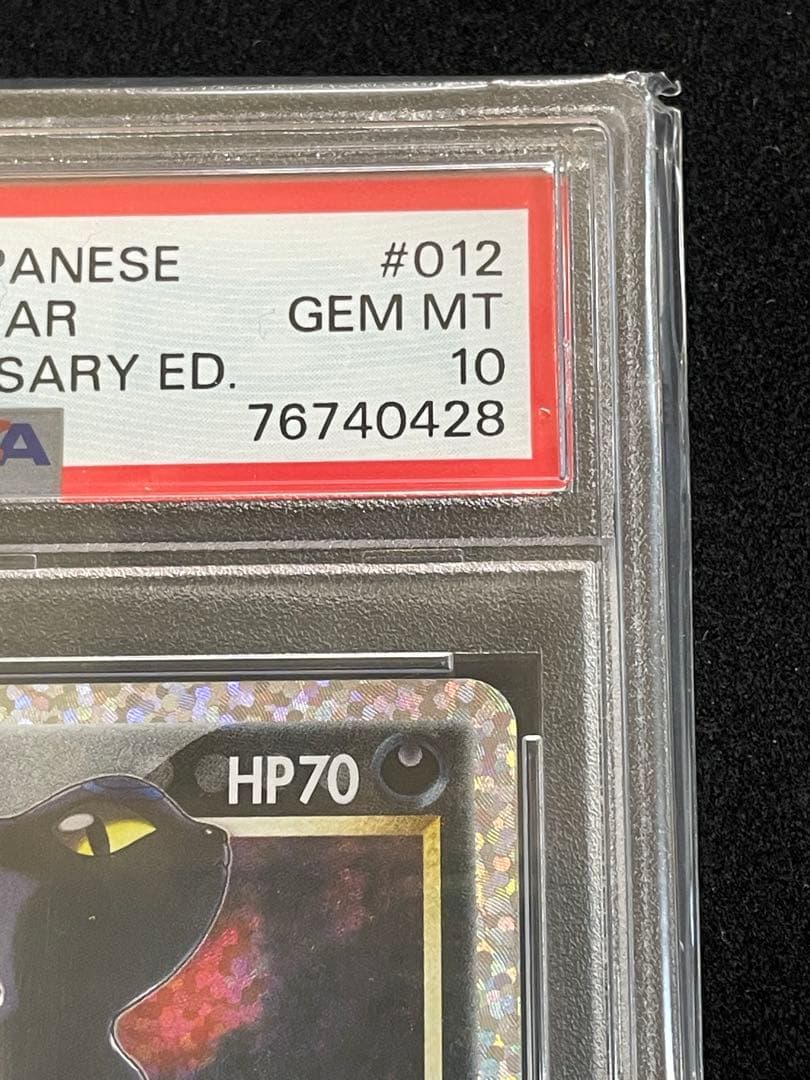 PANESE #012
AR GEM MT
SARY ED. 10
76740428
A
HP70